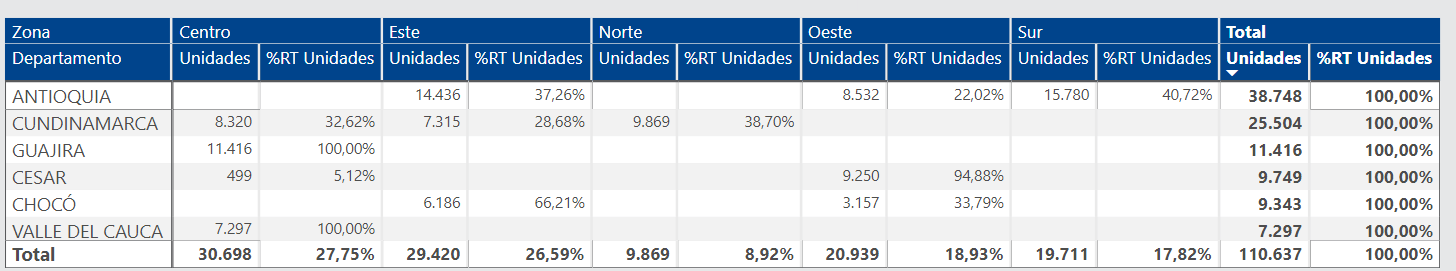 Zona Centro Este Norte Oeste Sur Total
Departamento Unidades %RT Unidades Unidades %RT Unidades Unidades %RT Unidades Unidades %RT Unidades Unidades %RT Unidades Unidades %RT Unidades
ANTIOQUIA 14.436 37,26% 8.532 22,02% 15.780 40,72% 38.748 100,00%
CUNDINAMARCA 8.320 32,62% 7.315 28,68% 9.869 38,70% 25.504 100,00%
GUAJIRA 11.416 100,00% 11.416 100,00%
CESAR 499 5,12% 9.250 94,88% 9.749 100,00%
CHOCÓ 6.186 66,21% 3.157 33,79% 9.343 100,00%
VALLE DEL CAUCA 7.297 100,00% 7.297 100,00%
Total 30.698 27,75% 29.420 26,59% 9.869 8,92% 20.939 18,93% 19.711 17,82% 110.637 100,00%